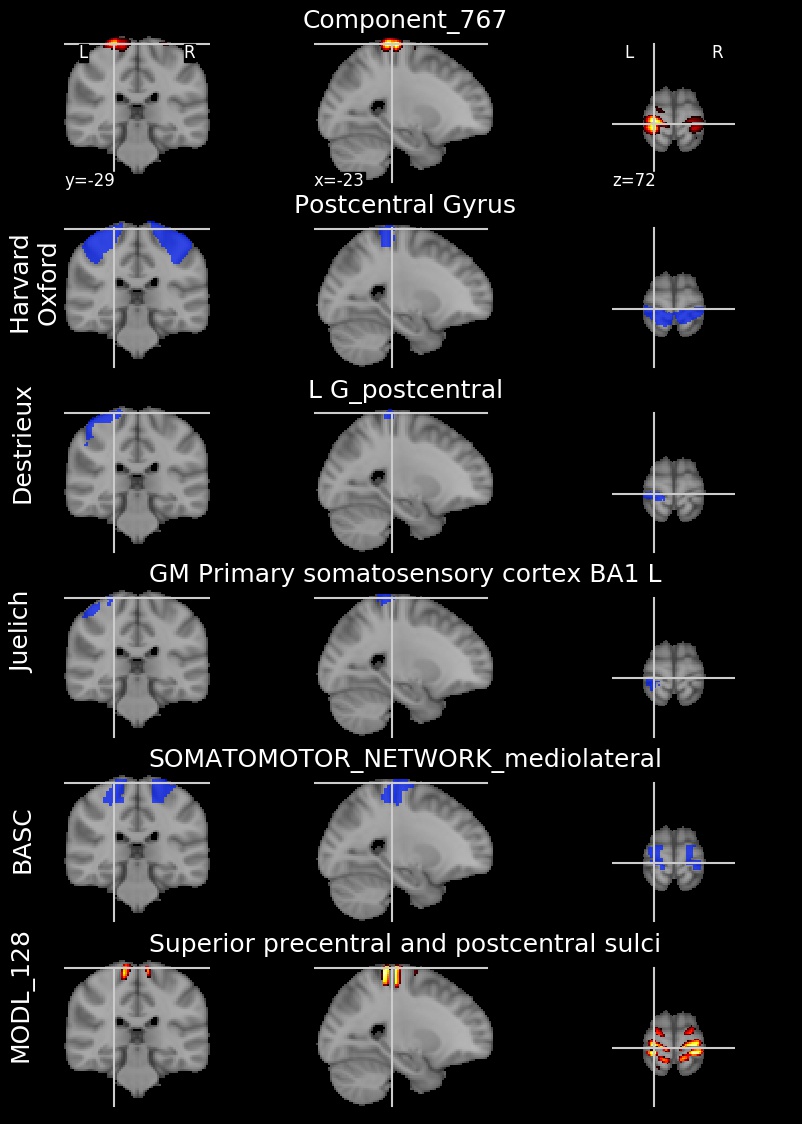 Component_767
L R
L R
y=-29
x=-23
z=72
Postcentral Gyrus
Harvard
Oxford
L G_postcentral
Destrieux
GM Primary somatosensory cortex BA1 L
Juelich
SOMATOMOTOR_NETWORK_mediolateral
BASC
Superior precentral and postcentral sulci
MODL_128